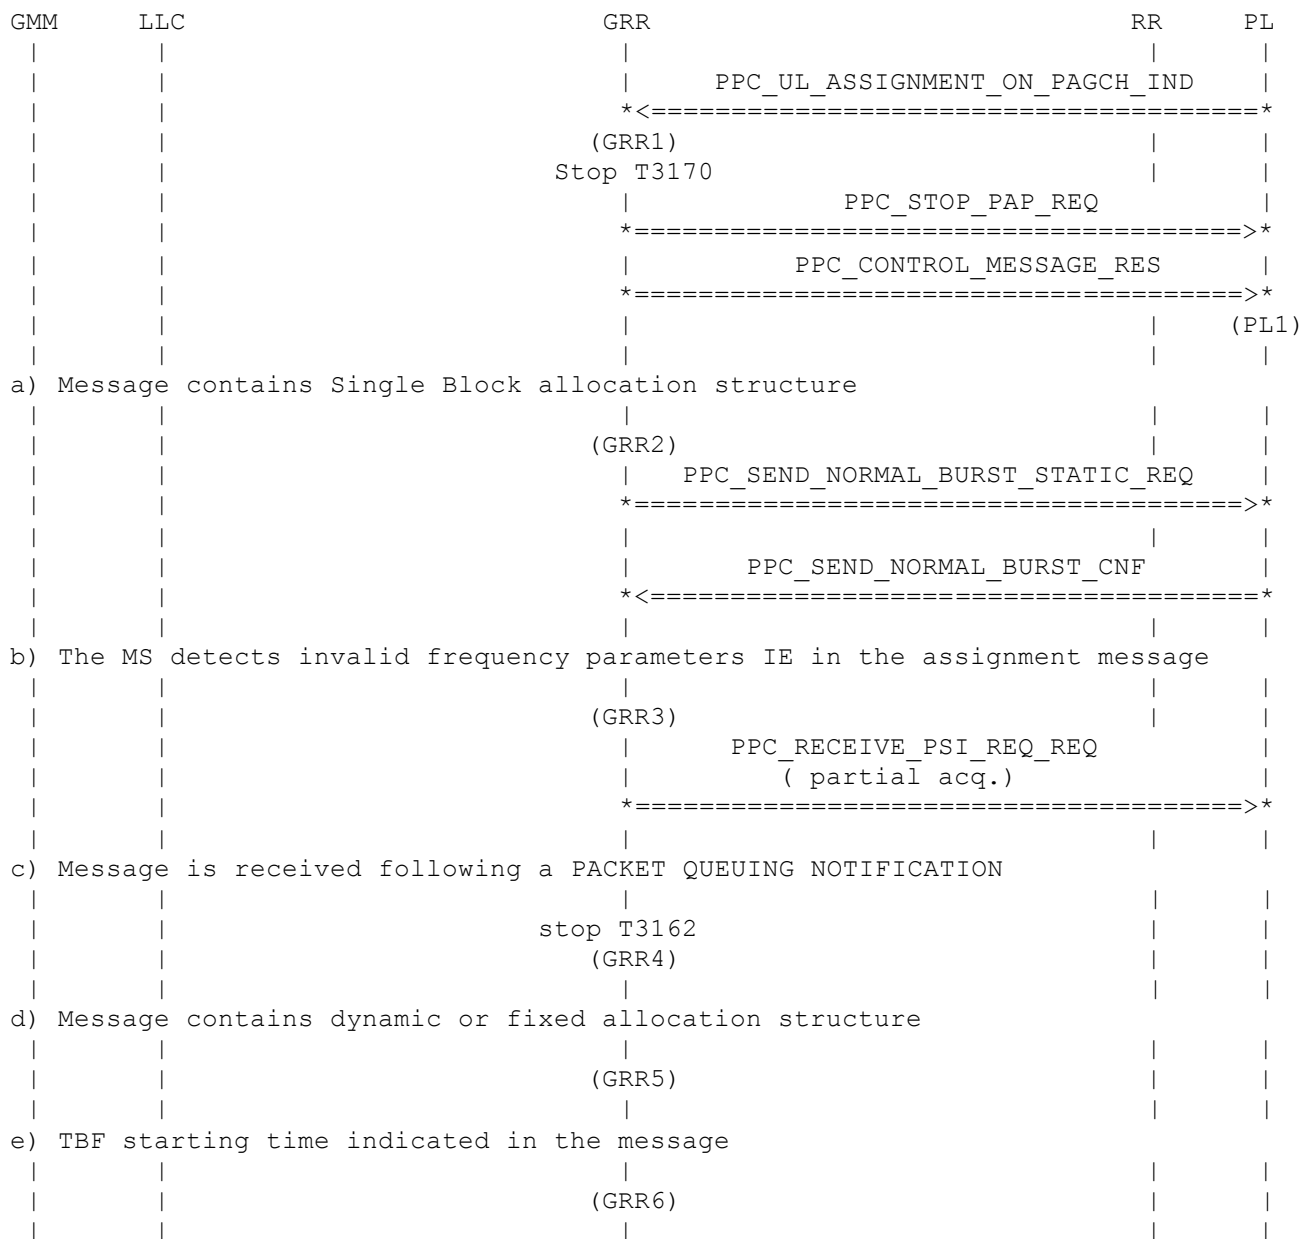 GMM LLC GRR RR PL
PPC_UL_ASSIGNMENT_ON_PAGCH_IND
*<======================================*
(GRR1)
Stop T3170
PPC_STOP_PAP_REQ
*======================================>*
PPC_CONTROL_MESSAGE_RES
*======================================>*
(PL1)
a) Message contains Single Block allocation structure
(GRR2)
PPC_SEND_NORMAL_BURST_STATIC_REQ
*======================================>*
PPC_SEND_NORMAL_BURST_CNF
*<======================================*
b) The MS detects invalid frequency parameters IE in the assignment message
(GRR3)
PPC_RECEIVE_PSI_REQ_REQ
( partial acq.)
*======================================>*
c) Message is received following a PACKET QUEUING NOTIFICATION
stop T3162
(GRR4)
d) Message contains dynamic or fixed allocation structure
(GRR5)
e) TBF starting time indicated in the message
(GRR6)